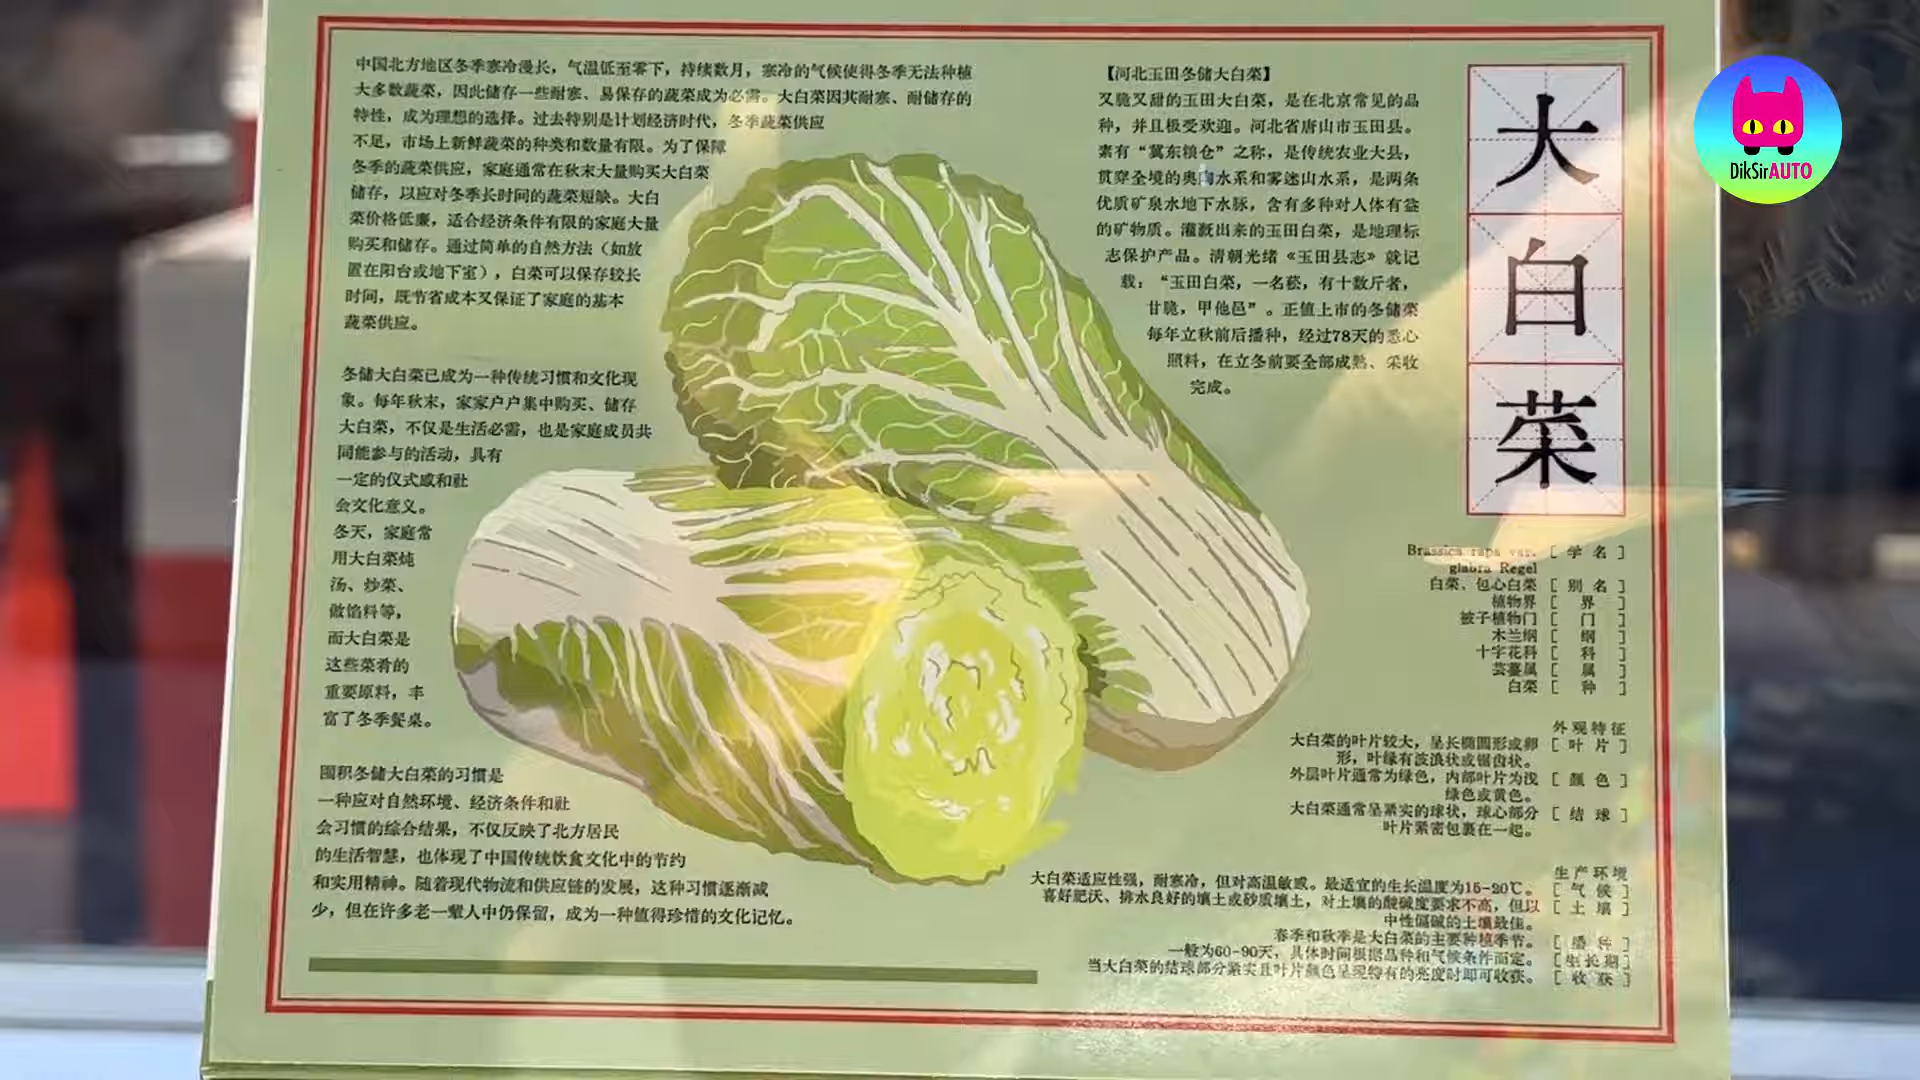 中国北方地区冬季寒冷漫长，气温低至零下，持续数月，寒冷的气候使得冬季无法种植
大多数蔬菜，因此储存一些耐寒、易保存的蔬菜成为必需。大白菜因其耐寒、耐储存的
特性，成为理想的选择。过去特别是计划经济时代，冬季蔬菜供应
不足，市场上新鲜蔬菜的种类和数量有限。为了保障
冬季的蔬菜供应，家庭通常在秋末大量购买大白菜
储存，以应对冬季长时间的蔬菜短缺。大白
菜价格低廉，适合经济条件有限的家庭大量
购买和储存。通过简单的自然方法（如放
置在阳台或地下室），白菜可以保存较长
时间，既节省成本又保证了家庭的基本
蔬菜供应。
冬储大白菜已成为一种传统习惯和文化现
象。每年秋末，家家户户集中购买、储存
大白菜，不仅是生活必需，也是家庭成员共
同能参与的活动，具有
一定的仪式感和社
会文化意义。
冬天，家庭常
用大白菜炖
汤、炒菜、
做馅料等，
而大白菜是
这些菜肴的
重要原料，丰
富了冬季餐桌。
囤积冬储大白菜的习惯是
一种应对自然环境、经济条件和社
会习惯的综合结果，不仅反映了北方居民
的生活智慧，也体现了中国传统饮食文化中的节约
和实用精神。随着现代物流和供应链的发展，这种习惯逐渐减
少，但在许多老一辈人中仍保留，成为一种值得珍惜的文化记忆。
【河北玉田冬储大白菜】
又脆又甜的玉田大白菜，是在北京常见的品
种，并且极受欢迎。河北省唐山市玉田县。
素有“冀东粮仓”之称，是传统农业大县，
贯穿全境的奥陶水系和雾迷山水系，是两条
优质矿泉水地下水脉，含有多种对人体有益
的矿物质。灌溉出来的玉田白菜，是地理标
志保护产品。清朝光绪《玉田县志》就记
载：“玉田白菜，一名菘，有十数斤者，
甘脆，甲他邑”。正值上市的冬储菜
每年立秋前后播种，经过78天的悉心
照料，在立冬前要全部成熟、采收
完成。
大白菜
DikSirAUTO
Brassica rapa var. [ 学 名 ]
glabra Regel
白菜、包心白菜 [ 别 名 ]
植物界 [ 界 ]
被子植物门 [ 门 ]
木兰纲 [ 纲 ]
十字花科 [ 科 ]
芸薹属 [ 属 ]
白菜 [ 种 ]
外观特征
大白菜的叶片较大，呈长椭圆形或卵 [ 叶 片 ]
形，叶缘有波浪状或锯齿状。
外层叶片通常为绿色，内部叶片为浅 [ 颜 色 ]
绿色或黄色。
大白菜通常呈紧实的球状，球心部分 [ 结 球 ]
叶片紧密包裹在一起。
生产环境
大白菜适应性强，耐寒冷，但对高温敏感。最适宜的生长温度为15-20℃。 [ 气 候 ]
喜好肥沃、排水良好的壤土或砂质壤土，对土壤的酸碱度要求不高，但以 [ 土 壤 ]
中性偏碱的土壤最佳。
春季和秋季是大白菜的主要种植季节。 [ 播 种 ]
一般为60-90天，具体时间根据品种和气候条件而定。 [生长期]
当大白菜的结球部分紧实且叶片颜色呈现特有的亮度时即可收获。 [ 收 获 ]